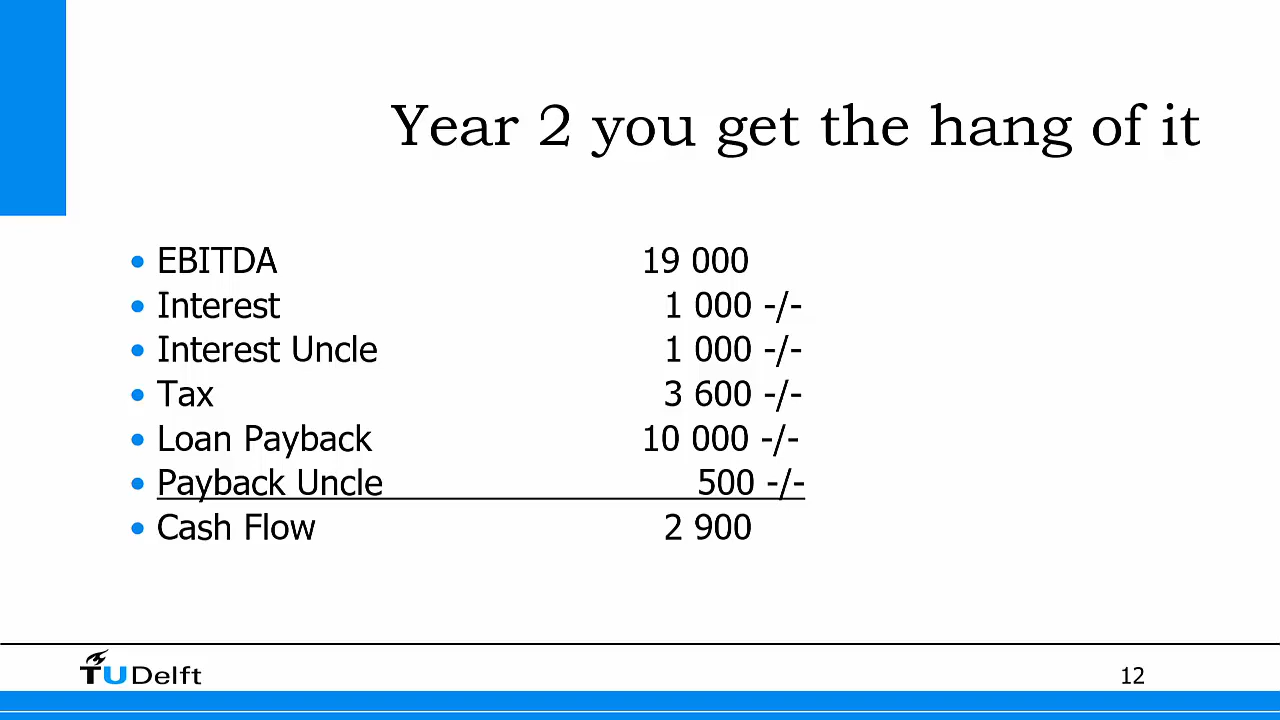 Year 2 you get the hang of it
• EBITDA 19 000
• Interest 1 000 -/-
• Interest Uncle 1 000 -/-
• Tax 3 600 -/-
• Loan Payback 10 000 -/-
• Payback Uncle 500 -/-
• Cash Flow 2 900
TU Delft
12